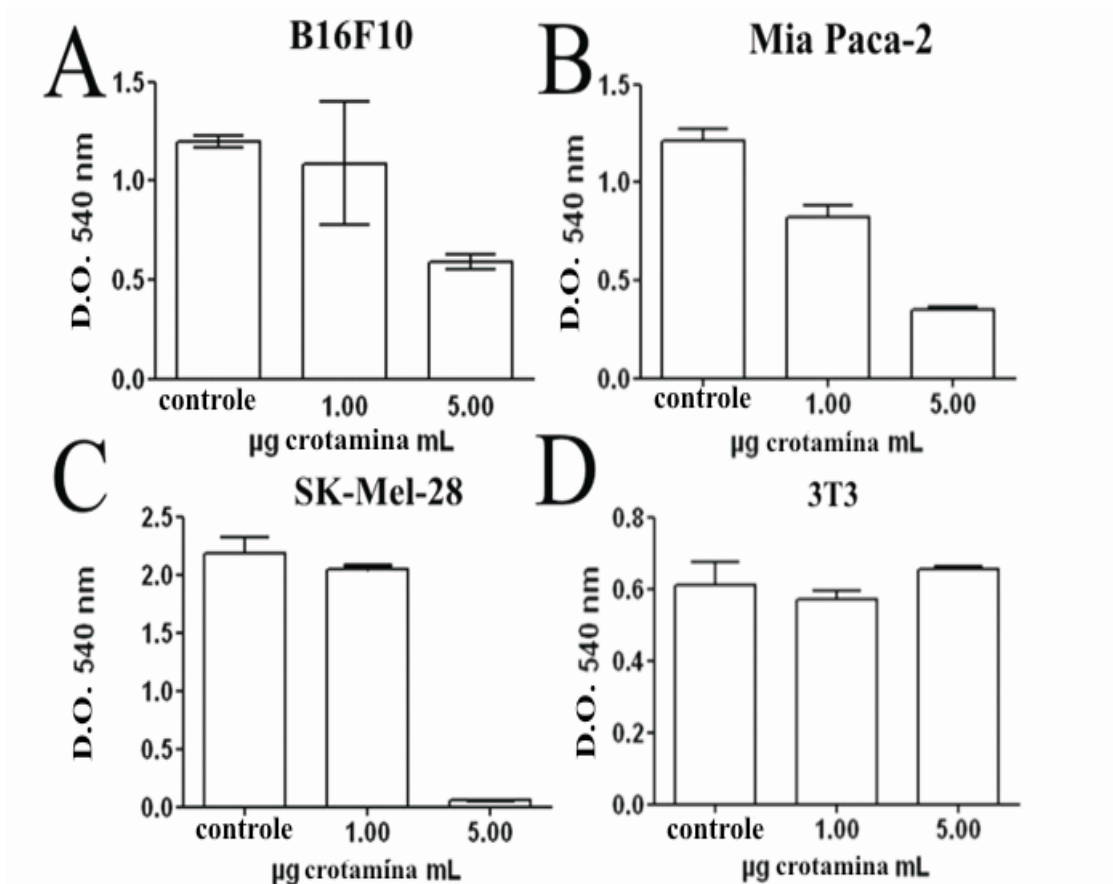 A
B16F10
D.O. 540 nm
1.5
1.0
0.5
0.0
controle
1.00
5.00
µg crotamina mL
B
Mia Paca-2
D.O. 540 nm
1.5
1.0
0.5
0.0
controle
1.00
5.00
µg crotamina mL
C
SK-Mel-28
D.O. 540 nm
2.5
2.0
1.5
1.0
0.5
0.0
controle
1.00
5.00
µg crotamina mL
D
3T3
D.O. 540 nm
0.8
0.6
0.4
0.2
0.0
controle
1.00
5.00
µg crotamina mL